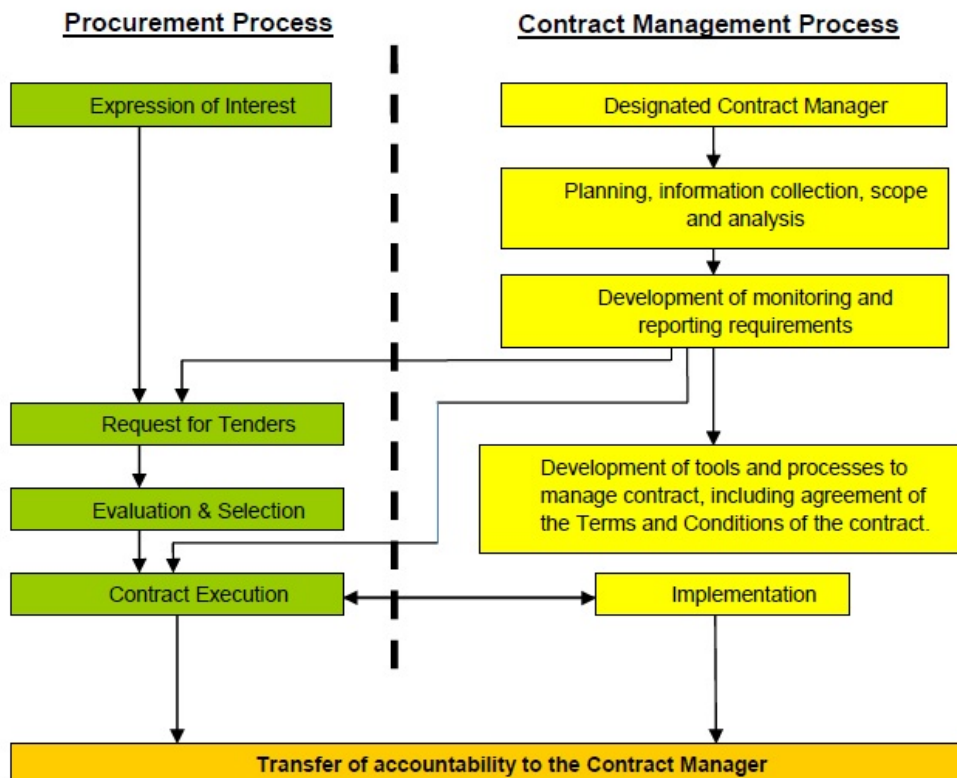 Procurement Process
Contract Management Process
Expression of Interest
Designated Contract Manager
Planning, information collection, scope
and analysis
Development of monitoring and
reporting requirements
Request for Tenders
Evaluation & Selection
Development of tools and processes to
manage contract, including agreement of
the Terms and Conditions of the contract.
Contract Execution
Implementation
Transfer of accountability to the Contract Manager